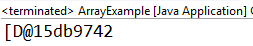 <terminated> ArrayExample [Java Application] C
[D@15db9742